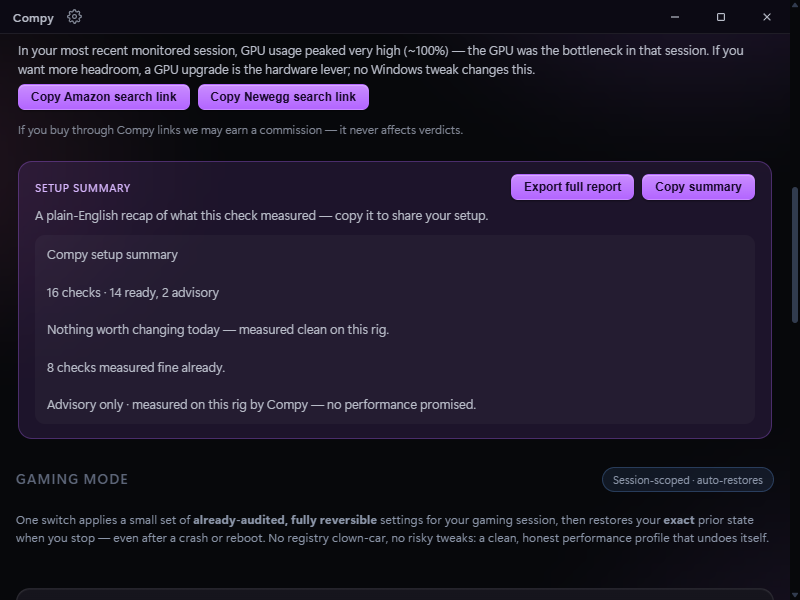 Compy
In your most recent monitored session, GPU usage peaked very high (~100%) — the GPU was the bottleneck in that session. If you
want more headroom, a GPU upgrade is the hardware lever; no Windows tweak changes this.
Copy Amazon search link
Copy Newegg search link
If you buy through Compy links we may earn a commission — it never affects verdicts.
SETUP SUMMARY
Export full report
Copy summary
A plain-English recap of what this check measured — copy it to share your setup.
Compy setup summary
16 checks · 14 ready, 2 advisory
Nothing worth changing today — measured clean on this rig.
8 checks measured fine already.
Advisory only · measured on this rig by Compy — no performance promised.
GAMING MODE
Session-scoped · auto-restores
One switch applies a small set of already-audited, fully reversible settings for your gaming session, then restores your exact prior state
when you stop — even after a crash or reboot. No registry clown-car, no risky tweaks: a clean, honest performance profile that undoes itself.